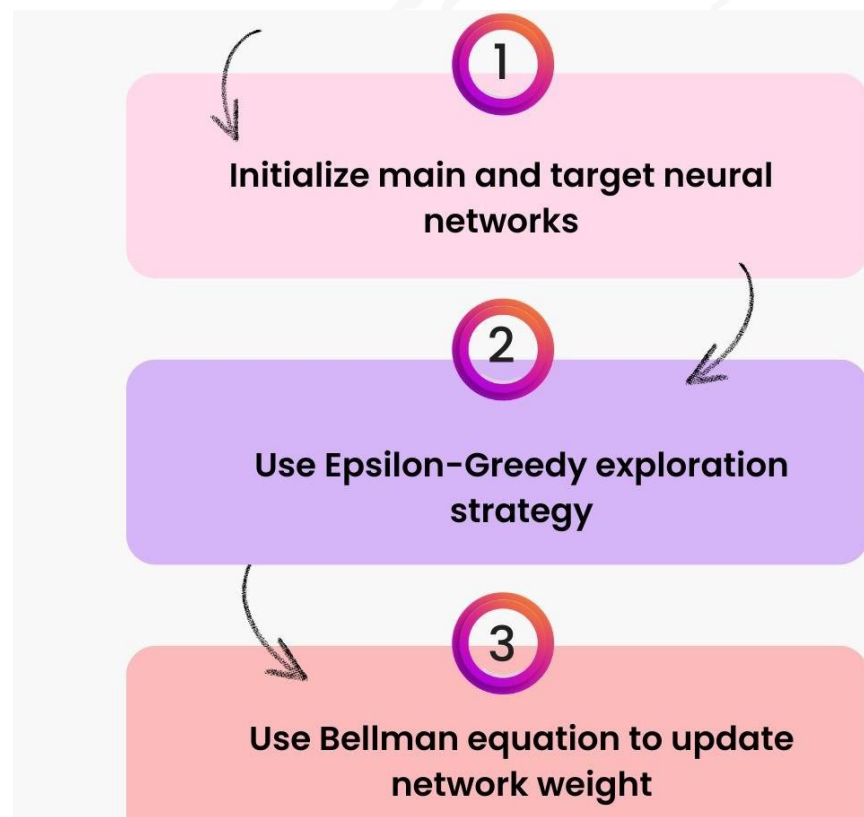 1
Initialize main and target neural
networks
2
Use Epsilon-Greedy exploration
strategy
3
Use Bellman equation to update
network weight